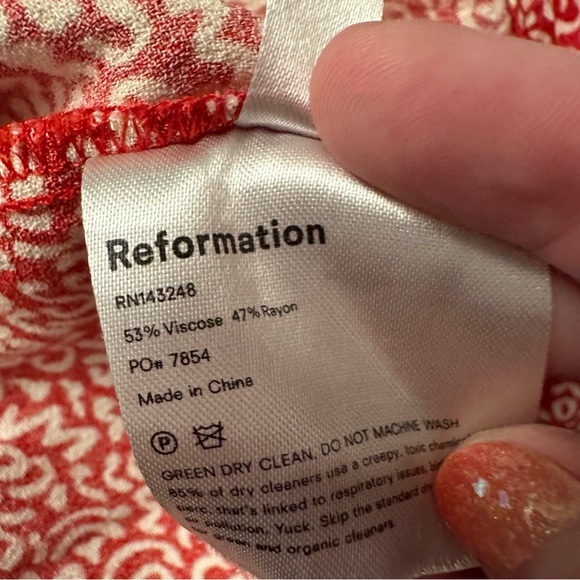 Reformation
RN143248
53% Viscose 47% Rayon
PO# 7854
Made in China
P
GREEN DRY CLEAN. DO NOT MACHINE WASH
85% of dry cleaners use a creepy, toxic
that's linked to respiratory issues,
pollution. Yuck. Skip the standard
green and organic cleaners.